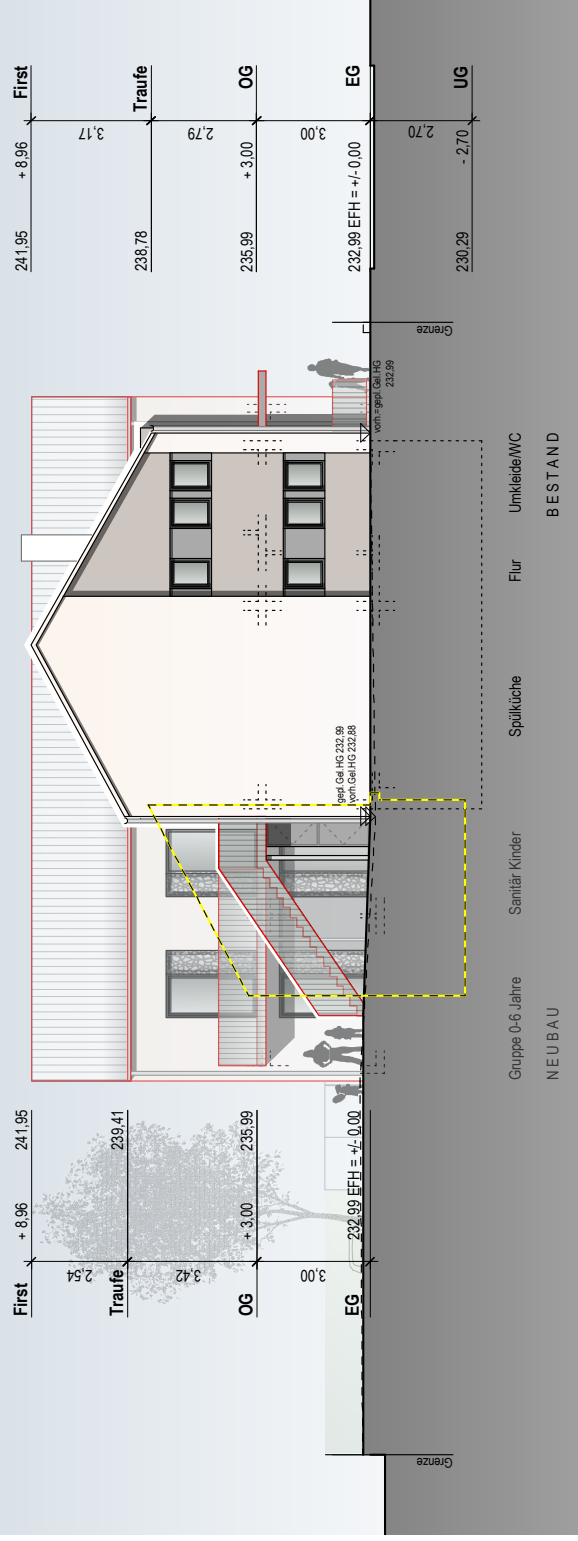 First
+ 8,96
241,95
2,54
Traufe
239,41
3,42
OG
+ 3,00
235,99
3,00
EG
232,99 EFH = +/- 0,00
Grenze
gepl.Gel.HG 232,99
vorh.Gel.HG 232,88
vorh.=gepl.Gel.HG
232,99
Grenze
241,95
+ 8,96
First
3,17
238,78
Traufe
2,79
235,99
+ 3,00
OG
3,00
232,99 EFH = +/- 0,00
EG
2,70
230,29
- 2,70
UG
Gruppe 0-6 Jahre
Sanitär Kinder
Spülküche
Flur
Umkleide/WC
NEUBAU
BESTAND